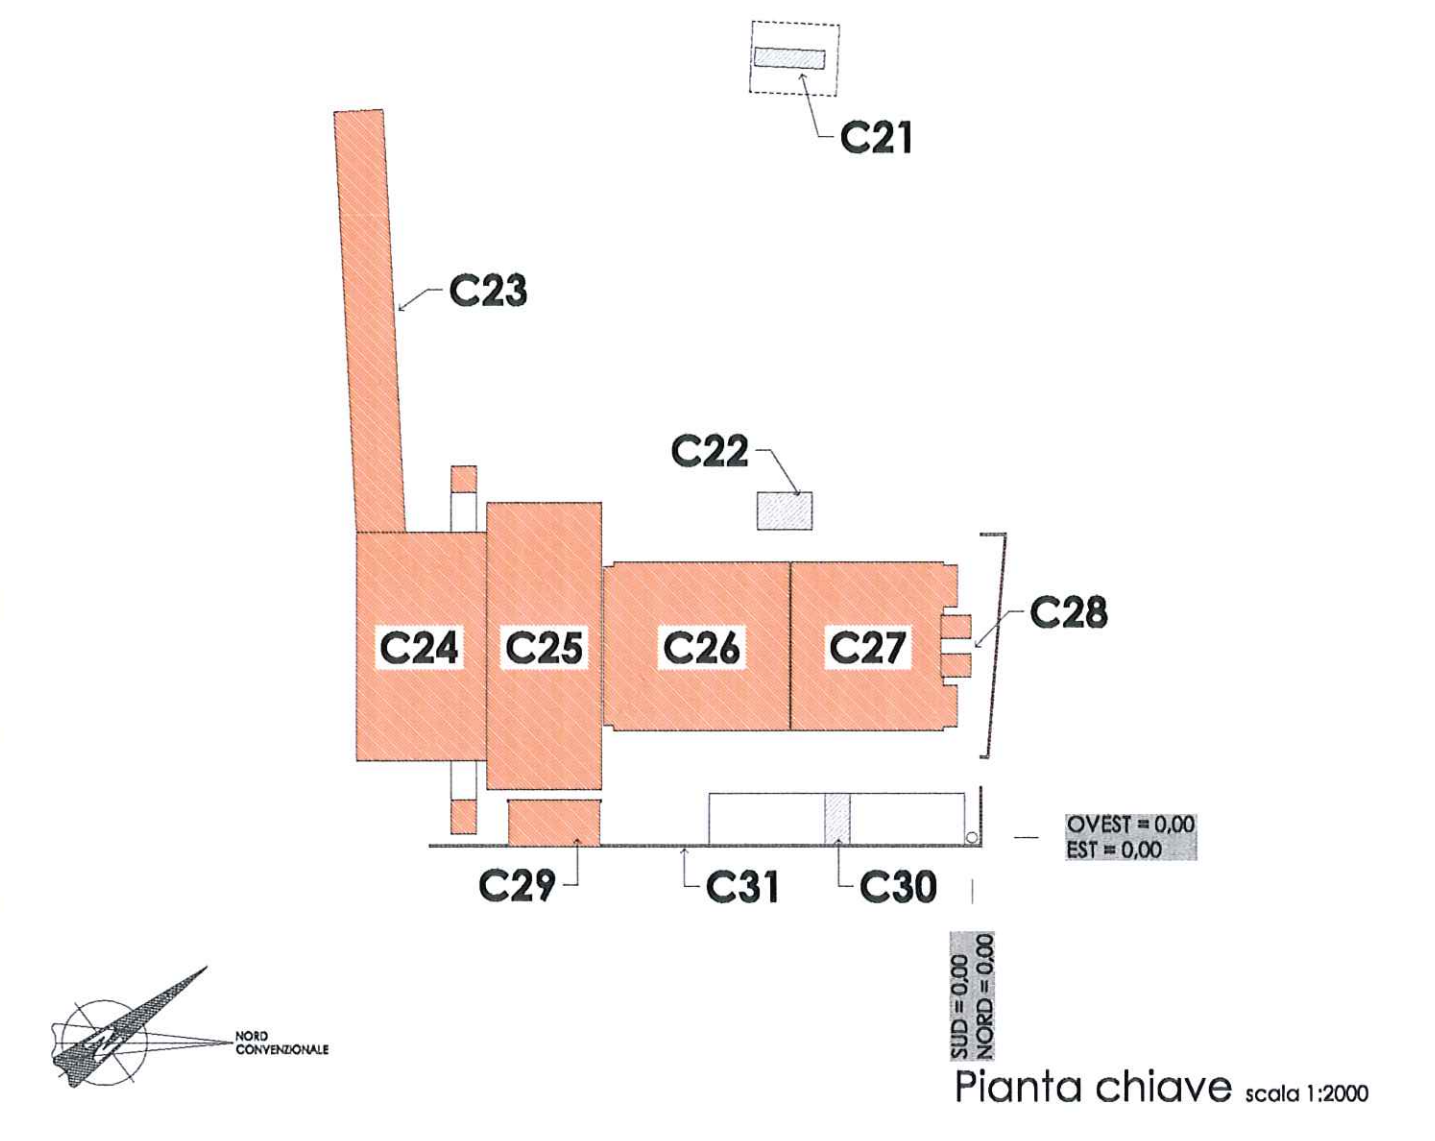 C21
C23
C22
C28
C24
C25
C26
C27
OVEST = 0,00
EST = 0,00
C29
C31
C30
SUD = 0,00
NORD = 0,00
NORD
CONVENZIONALE
Pianta chiave scala 1:2000